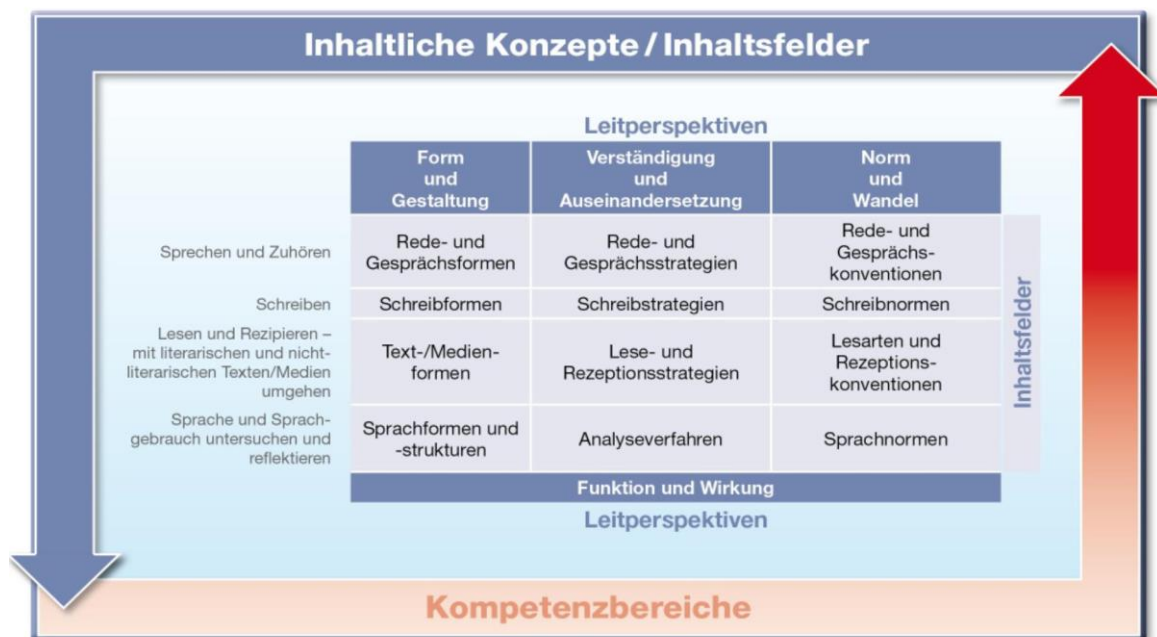 Inhaltliche Konzepte / Inhaltsfelder
Leitperspektiven
Form
und
Gestaltung
Verständigung
und
Auseinandersetzung
Norm
und
Wandel
Sprechen und Zuhören
Rede- und
Gesprächsformen
Rede- und
Gesprächsstrategien
Rede- und
Gesprächs-
konventionen
Schreiben
Schreibformen
Schreibstrategien
Schreibnormen
Lesen und Rezipieren –
mit literarischen und nicht-
literarischen Texten/Medien
umgehen
Text-/Medien-
formen
Lese- und
Rezeptionsstrategien
Lesarten und
Rezeptions-
konventionen
Sprache und Sprach-
gebrauch untersuchen und
reflektieren
Sprachformen und
-strukturen
Analyseverfahren
Sprachnormen
Inhaltsfelder
Funktion und Wirkung
Leitperspektiven
Kompetenzbereiche